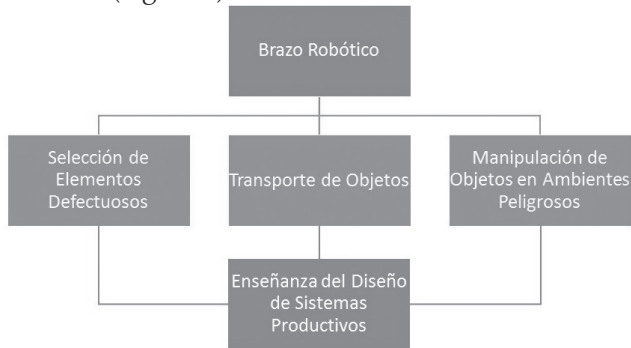 Brazo Robótico
Selección de
Elementos
Defectuosos
Transporte de Objetos
Manipulación de
Objetos en Ambientes
Peligrosos
Enseñanza del Diseño
de Sistemas
Productivos